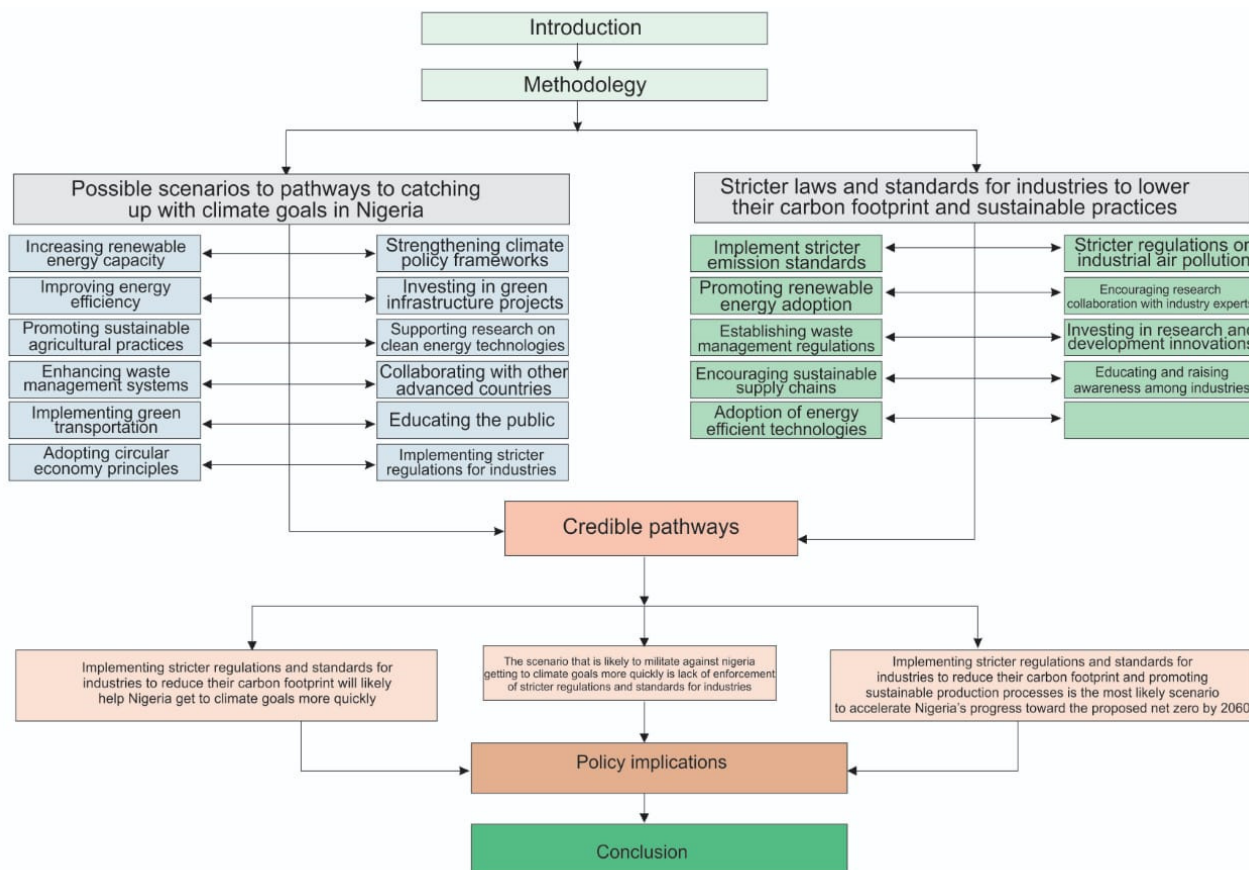 Introduction
Methodolegy
Possible scenarios to pathways to catching
up with climate goals in Nigeria
Increasing renewable
energy capacity
Strengthening climate
policy frameworks
Improving energy
efficiency
Investing in green
infrastructure projects
Promoting sustainable
agricultural practices
Supporting research on
clean energy technologies
Enhancing waste
management systems
Collaborating with other
advanced countries
Implementing green
transportation
Educating the public
Adopting circular
economy principles
Implementing stricter
regulations for industries
Stricter laws and standards for industries to lower
their carbon footprint and sustainable practices
Implement stricter
emission standards
Stricter regulations on
industrial air pollution
Promoting renewable
energy adoption
Encouraging research
collaboration with industry experts
Establishing waste
management regulations
Investing in research and
development innovations
Encouraging sustainable
supply chains
Educating and raising
awareness among industries
Adoption of energy
efficient technologies
Credible pathways
Implementing stricter regulations and standards for
industries to reduce their carbon footprint will likely
help Nigeria get to climate goals more quickly
The scenario that is likely to militate against nigeria
getting to climate goals more quickly is lack of enforcement
of stricter regulations and standards for industries
Implementing stricter regulations and standards for
industries to reduce their carbon footprint and promoting
sustainable production processes is the most likely scenario
to accelerate Nigeria's progress toward the proposed net zero by 2060
Policy implications
Conclusion